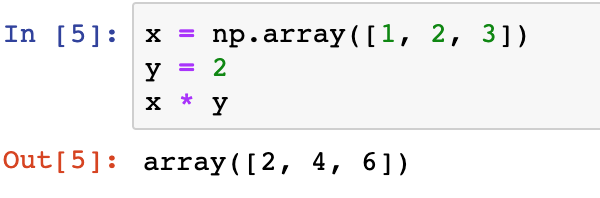 In [5]: x = np.array([1, 2, 3])
y = 2
x * y
Out[5]: array([2, 4, 6])